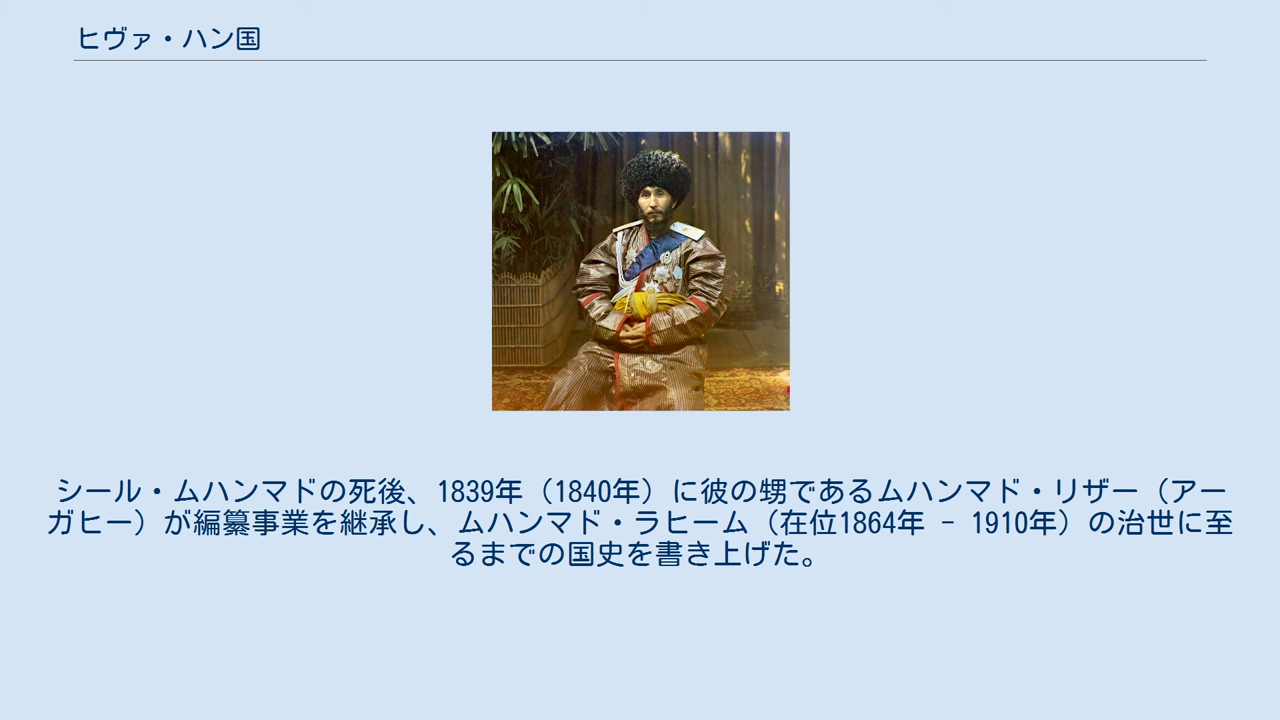 ヒヴァ・ハン国
シール・ムハンマドの死後、1839年（1840年）に彼の甥であるムハンマド・リザー（アー
ガヒー）が編纂事業を継承し、ムハンマド・ラヒーム（在位1864年 - 1910年）の治世に至
るまでの国史を書き上げた。